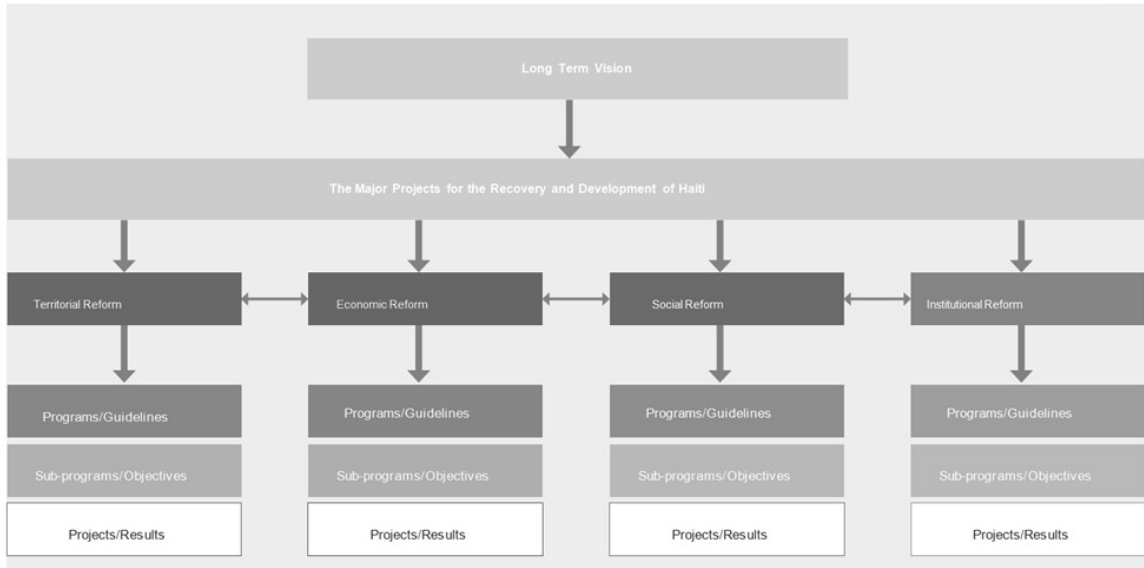 Long Term Vision
The Major Projects for the Recovery and Development of Haiti
Territorial Reform
Economic Reform
Social Reform
Institutional Reform
Programs/Guidelines
Programs/Guidelines
Programs/Guidelines
Programs/Guidelines
Sub-programs/Objectives
Sub-programs/Objectives
Sub-programs/Objectives
Sub-programs/Objectives
Projects/Results
Projects/Results
Projects/Results
Projects/Results